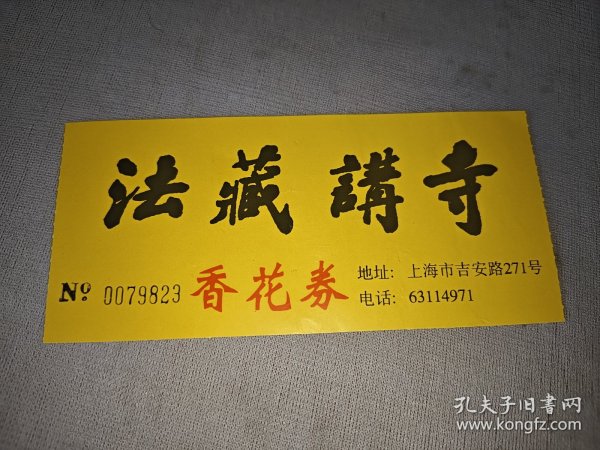 法藏講寺
№ 0079823
香花券
地址: 上海市吉安路271号
电话: 63114971
孔夫子旧書网
www.kongfz.com